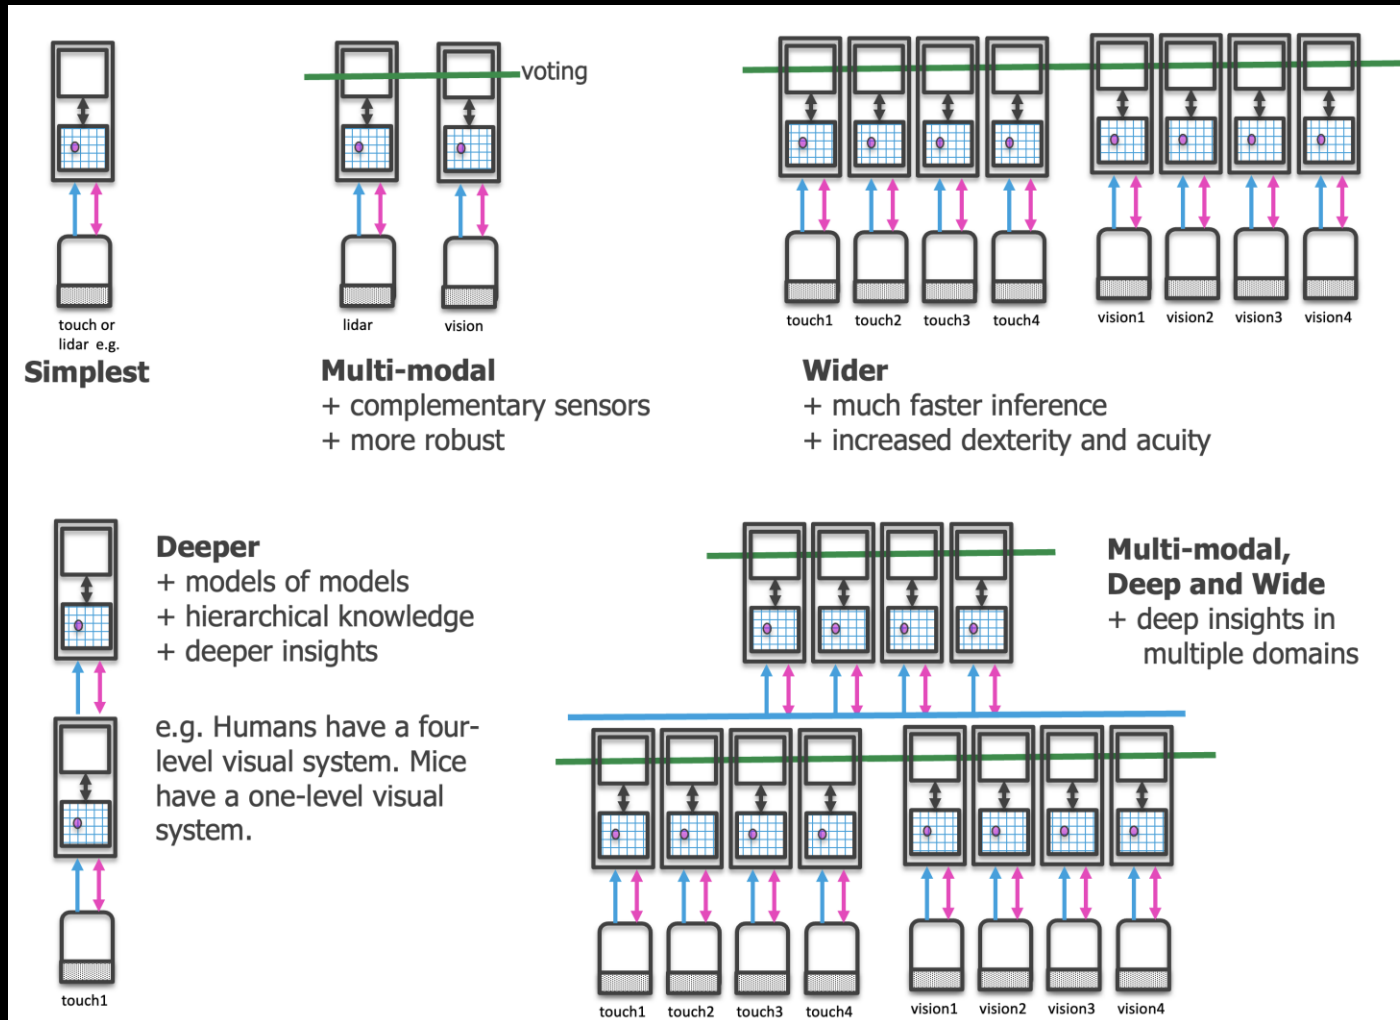 voting
touch or
lidar e.g.
Simplest
lidar
vision
Multi-modal
+ complementary sensors
+ more robust
touch1
touch2
touch3
touch4
vision1
vision2
vision3
vision4
Wider
+ much faster inference
+ increased dexterity and acuity
Deeper
+ models of models
+ hierarchical knowledge
+ deeper insights
e.g. Humans have a four-
level visual system. Mice
have a one-level visual
system.
touch1
Multi-modal,
Deep and Wide
+ deep insights in
multiple domains
touch1
touch2
touch3
touch4
vision1
vision2
vision3
vision4